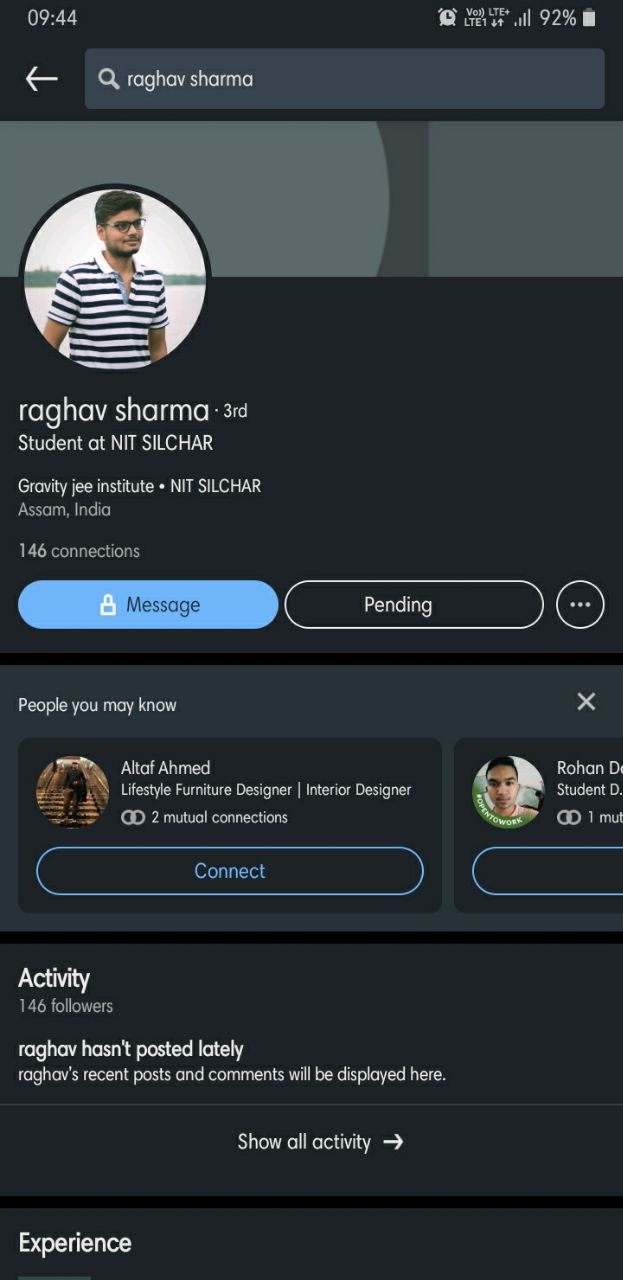 09:44
Vo) LTE+
LTE1
92%
raghav sharma
raghav sharma · 3rd
Student at NIT SILCHAR
Gravity jee institute • NIT SILCHAR
Assam, India
146 connections
Message
Pending
People you may know
Altaf Ahmed
Lifestyle Furniture Designer | Interior Designer
2 mutual connections
Connect
#OPENTOWORK
Rohan D
Student D.
1 mut
Activity
146 followers
raghav hasn't posted lately
raghav's recent posts and comments will be displayed here.
Show all activity →
Experience